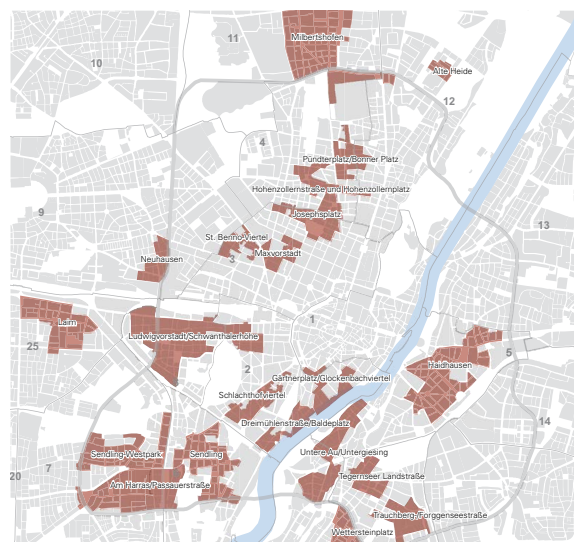 Milbertshofen
11
10
Alte Heide
12
4
Pündterplatz/Bonner Platz
Hohenzollernstraße und Hohenzollernplatz
9
Josephsplatz
13
St. Benno-Viertel
Maxvorstadt
3
Neuhausen
Laim
1
Ludwigvorstadt/Schwanthalerhöhe
25
5
2
Haidhausen
Gärtnerplatz/Glockenbachviertel
Schlachthofviertel
Dreimühlenstraße/Baldeplatz
14
Sendling-Westpark
Sendling
Untere Au/Untergiesing
7
20
Tegernseer Landstraße
Am Harras/Passauerstraße
Trauchberg-/Forggenseestraße
Wettersteinplatz